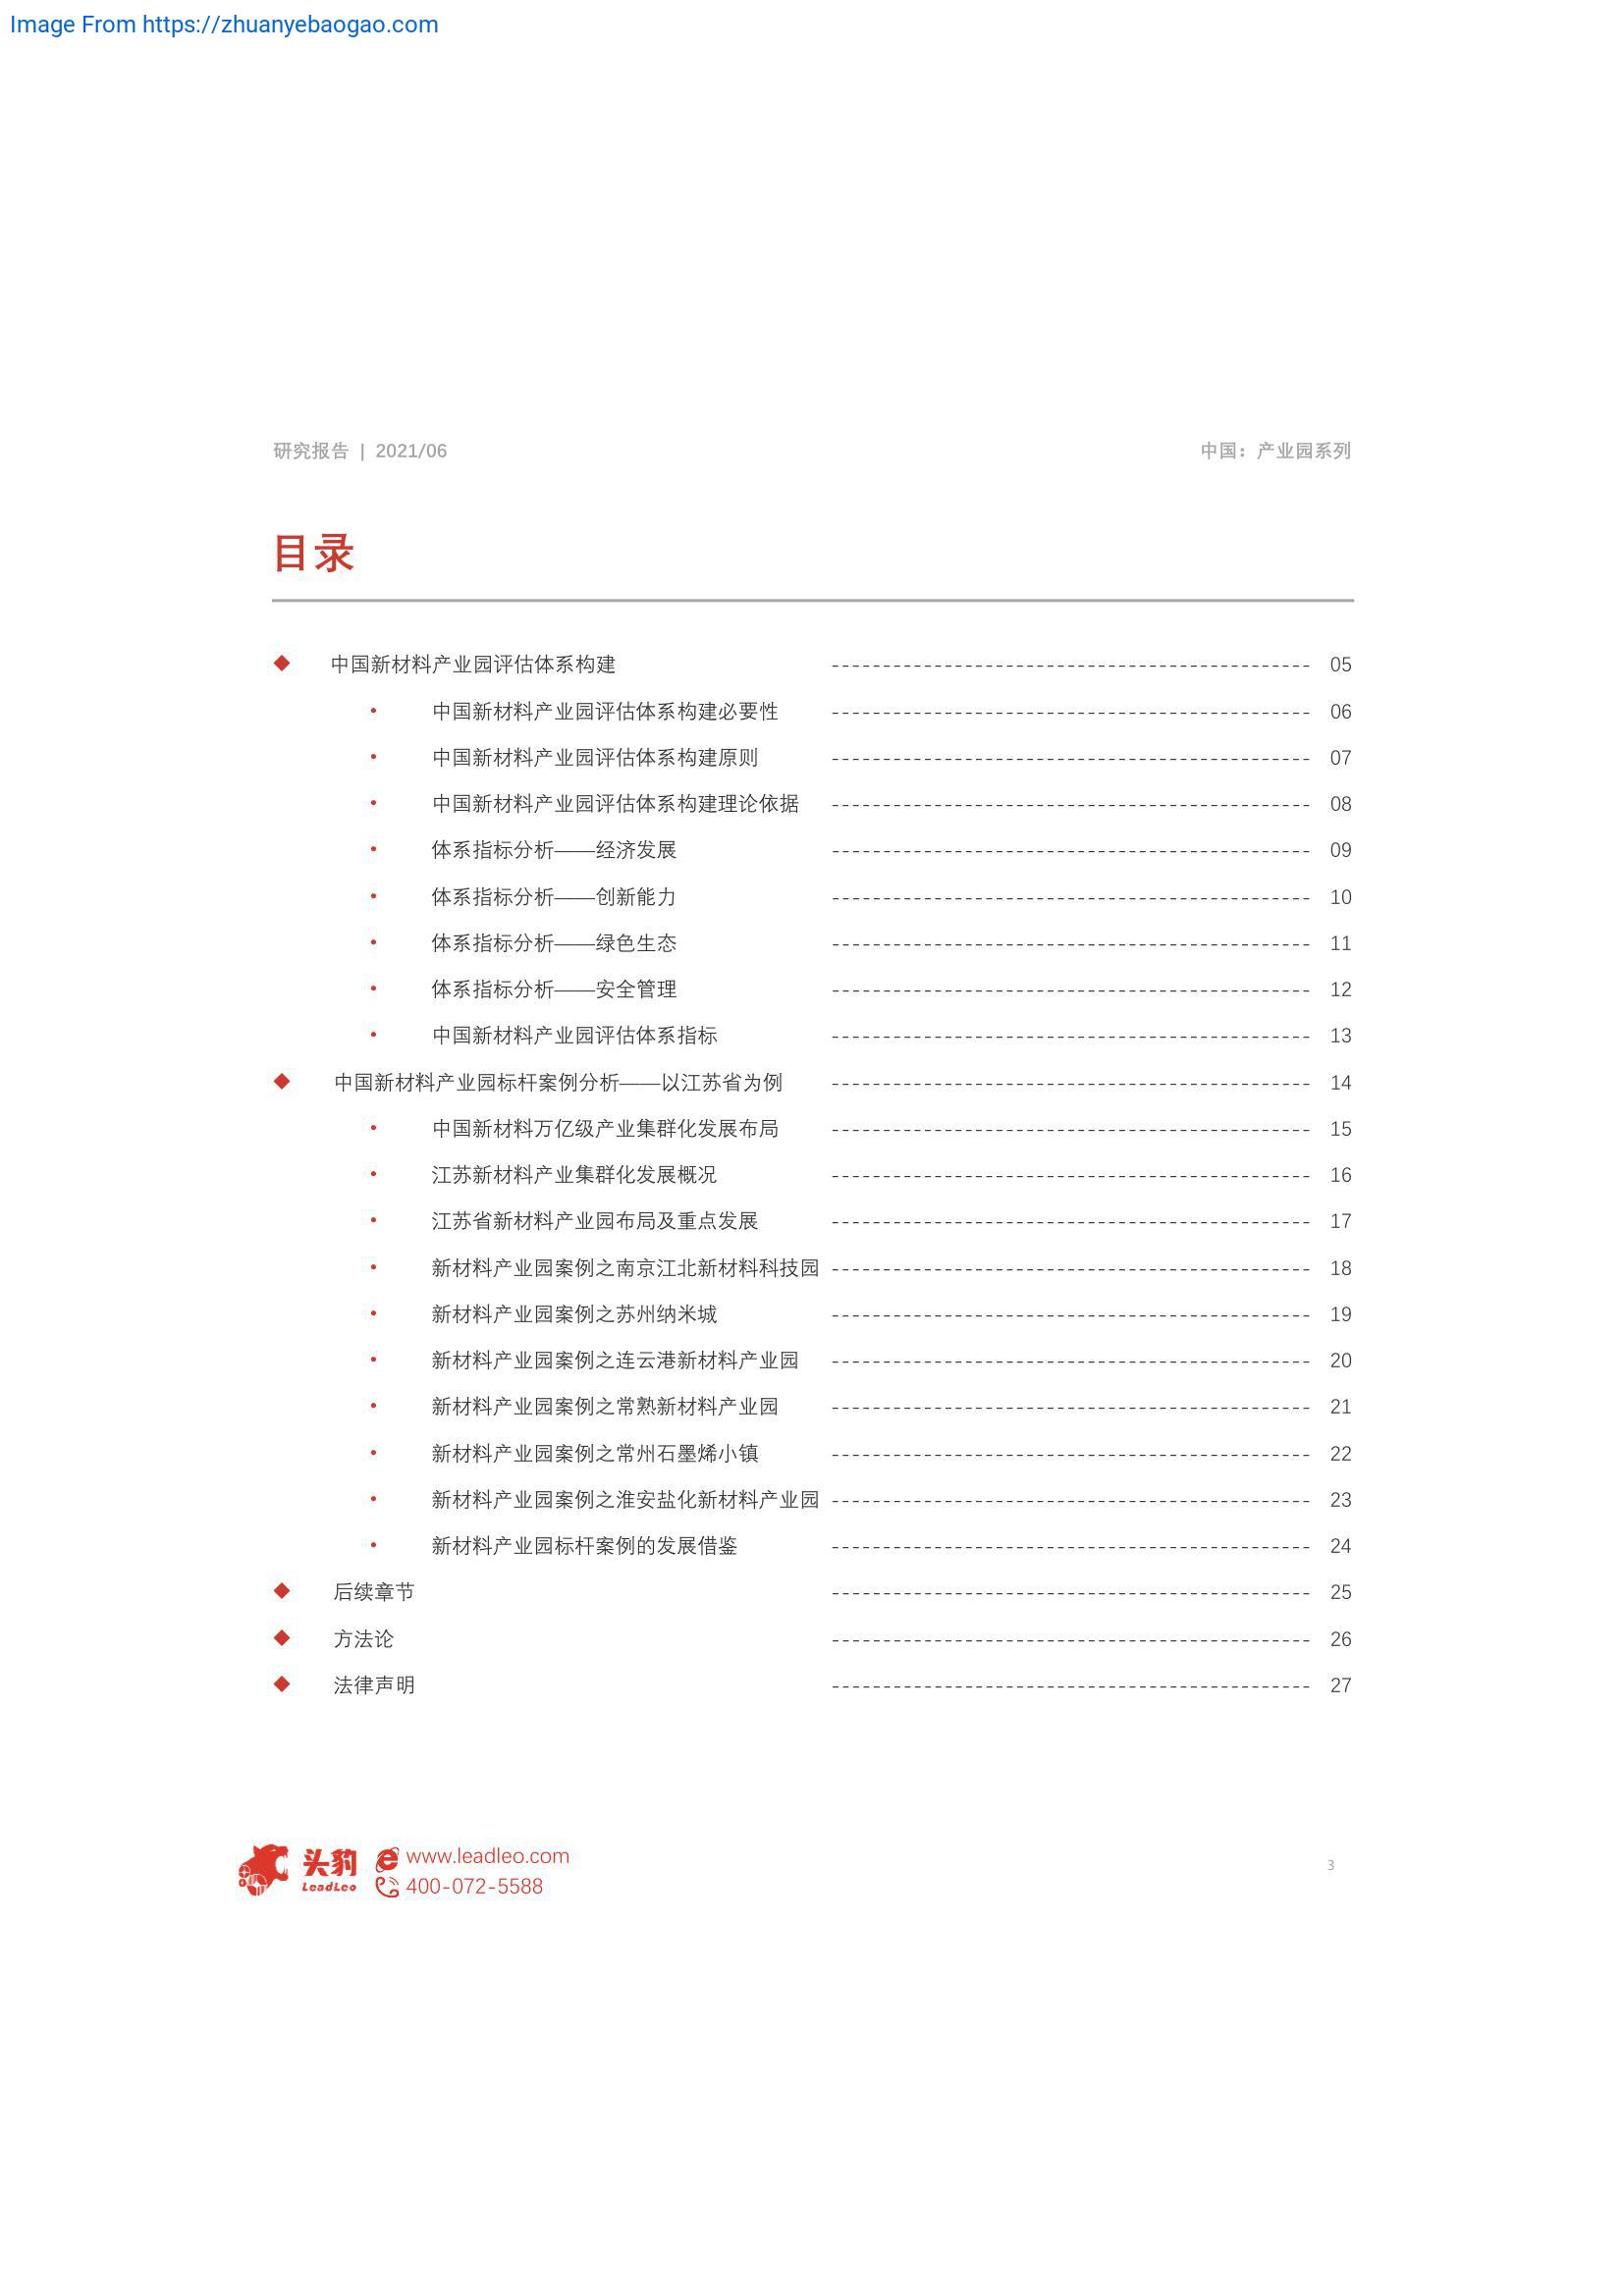 Image From https://zhuanyebaogao.com
研究报告 | 2021/06 中国：产业园系列
目录
◆ 中国新材料产业园评估体系构建 ----------------------------------------------- 05
• 中国新材料产业园评估体系构建必要性 ----------------------------------------------- 06
• 中国新材料产业园评估体系构建原则 ----------------------------------------------- 07
• 中国新材料产业园评估体系构建理论依据 ----------------------------------------------- 08
• 体系指标分析——经济发展 ----------------------------------------------- 09
• 体系指标分析——创新能力 ----------------------------------------------- 10
• 体系指标分析——绿色生态 ----------------------------------------------- 11
• 体系指标分析——安全管理 ----------------------------------------------- 12
• 中国新材料产业园评估体系指标 ----------------------------------------------- 13
◆ 中国新材料产业园标杆案例分析——以江苏省为例 ----------------------------------------------- 14
• 中国新材料万亿级产业集群化发展布局 ----------------------------------------------- 15
• 江苏新材料产业集群化发展概况 ----------------------------------------------- 16
• 江苏省新材料产业园布局及重点发展 ----------------------------------------------- 17
• 新材料产业园案例之南京江北新材料科技园 ----------------------------------------------- 18
• 新材料产业园案例之苏州纳米城 ----------------------------------------------- 19
• 新材料产业园案例之连云港新材料产业园 ----------------------------------------------- 20
• 新材料产业园案例之常熟新材料产业园 ----------------------------------------------- 21
• 新材料产业园案例之常州石墨烯小镇 ----------------------------------------------- 22
• 新材料产业园案例之淮安盐化新材料产业园 ----------------------------------------------- 23
• 新材料产业园标杆案例的发展借鉴 ----------------------------------------------- 24
◆ 后续章节 ----------------------------------------------- 25
◆ 方法论 ----------------------------------------------- 26
◆ 法律声明 ----------------------------------------------- 27
头豹 www.leadleo.com 3
LeadLeo 400-072-5588